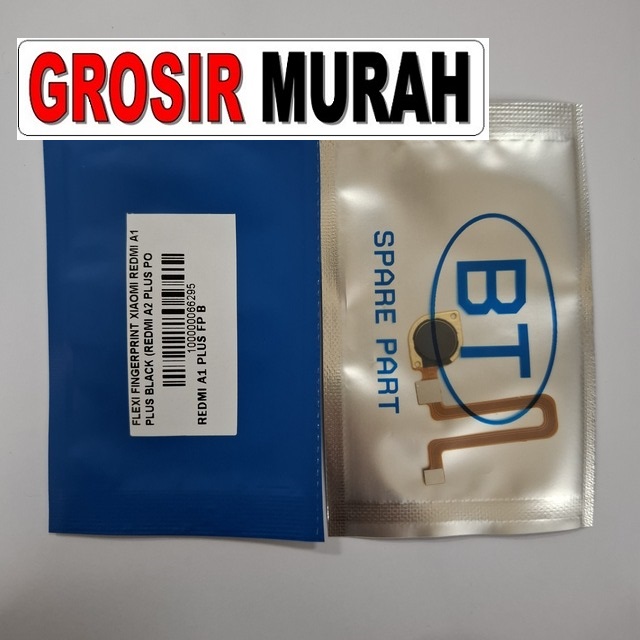 GROSIR MURAH
FLEXI FINGERPRINT XIAOMI REDMI A1
PLUS BLACK (REDMI A2 PLUS PO
100000066295
REDMI A1 PLUS FP B
BT
SPARE PART